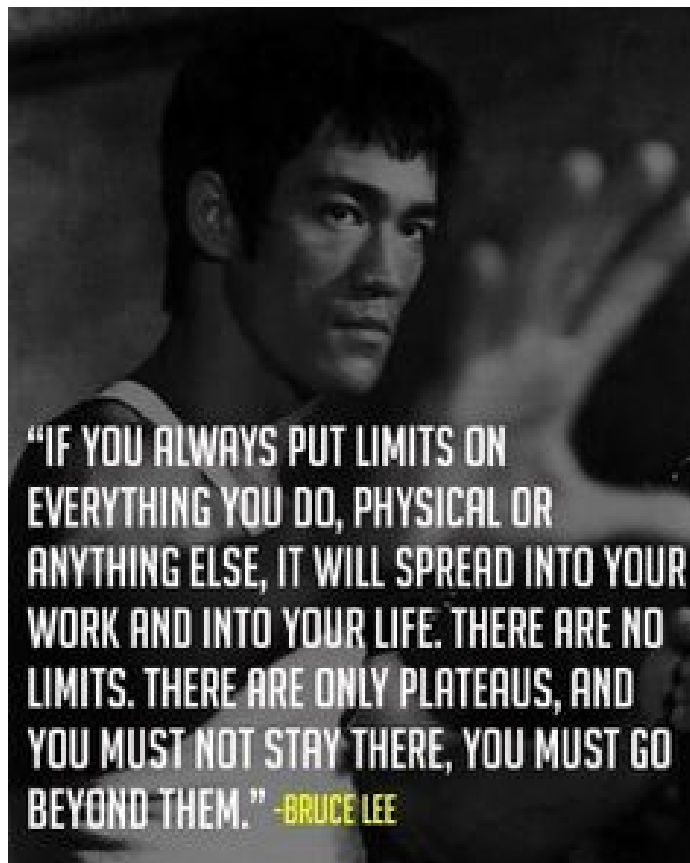 “IF YOU ALWAYS PUT LIMITS ON
EVERYTHING YOU DO, PHYSICAL OR
ANYTHING ELSE, IT WILL SPREAD INTO YOUR
WORK AND INTO YOUR LIFE. THERE ARE NO
LIMITS. THERE ARE ONLY PLATEAUS, AND
YOU MUST NOT STAY THERE, YOU MUST GO
BEYOND THEM.” -BRUCE LEE